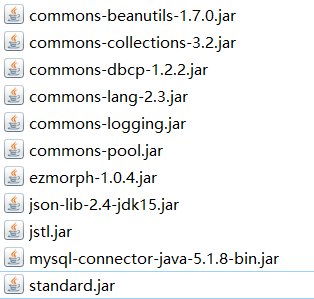 commons-beanutils-1.7.0.jar
commons-collections-3.2.jar
commons-dbcp-1.2.2.jar
commons-lang-2.3.jar
commons-logging.jar
commons-pool.jar
ezmorph-1.0.4.jar
json-lib-2.4-jdk15.jar
jstl.jar
mysql-connector-java-5.1.8-bin.jar
standard.jar